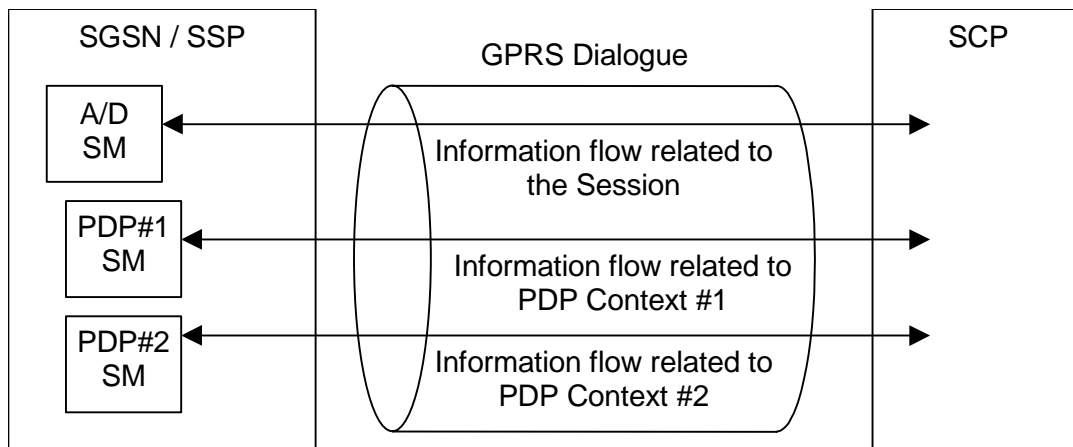 SGSN / SSP
GPRS Dialogue
SCP
A/D
SM
Information flow related to
the Session
PDP#1
SM
Information flow related to
PDP Context #1
PDP#2
SM
Information flow related to
PDP Context #2